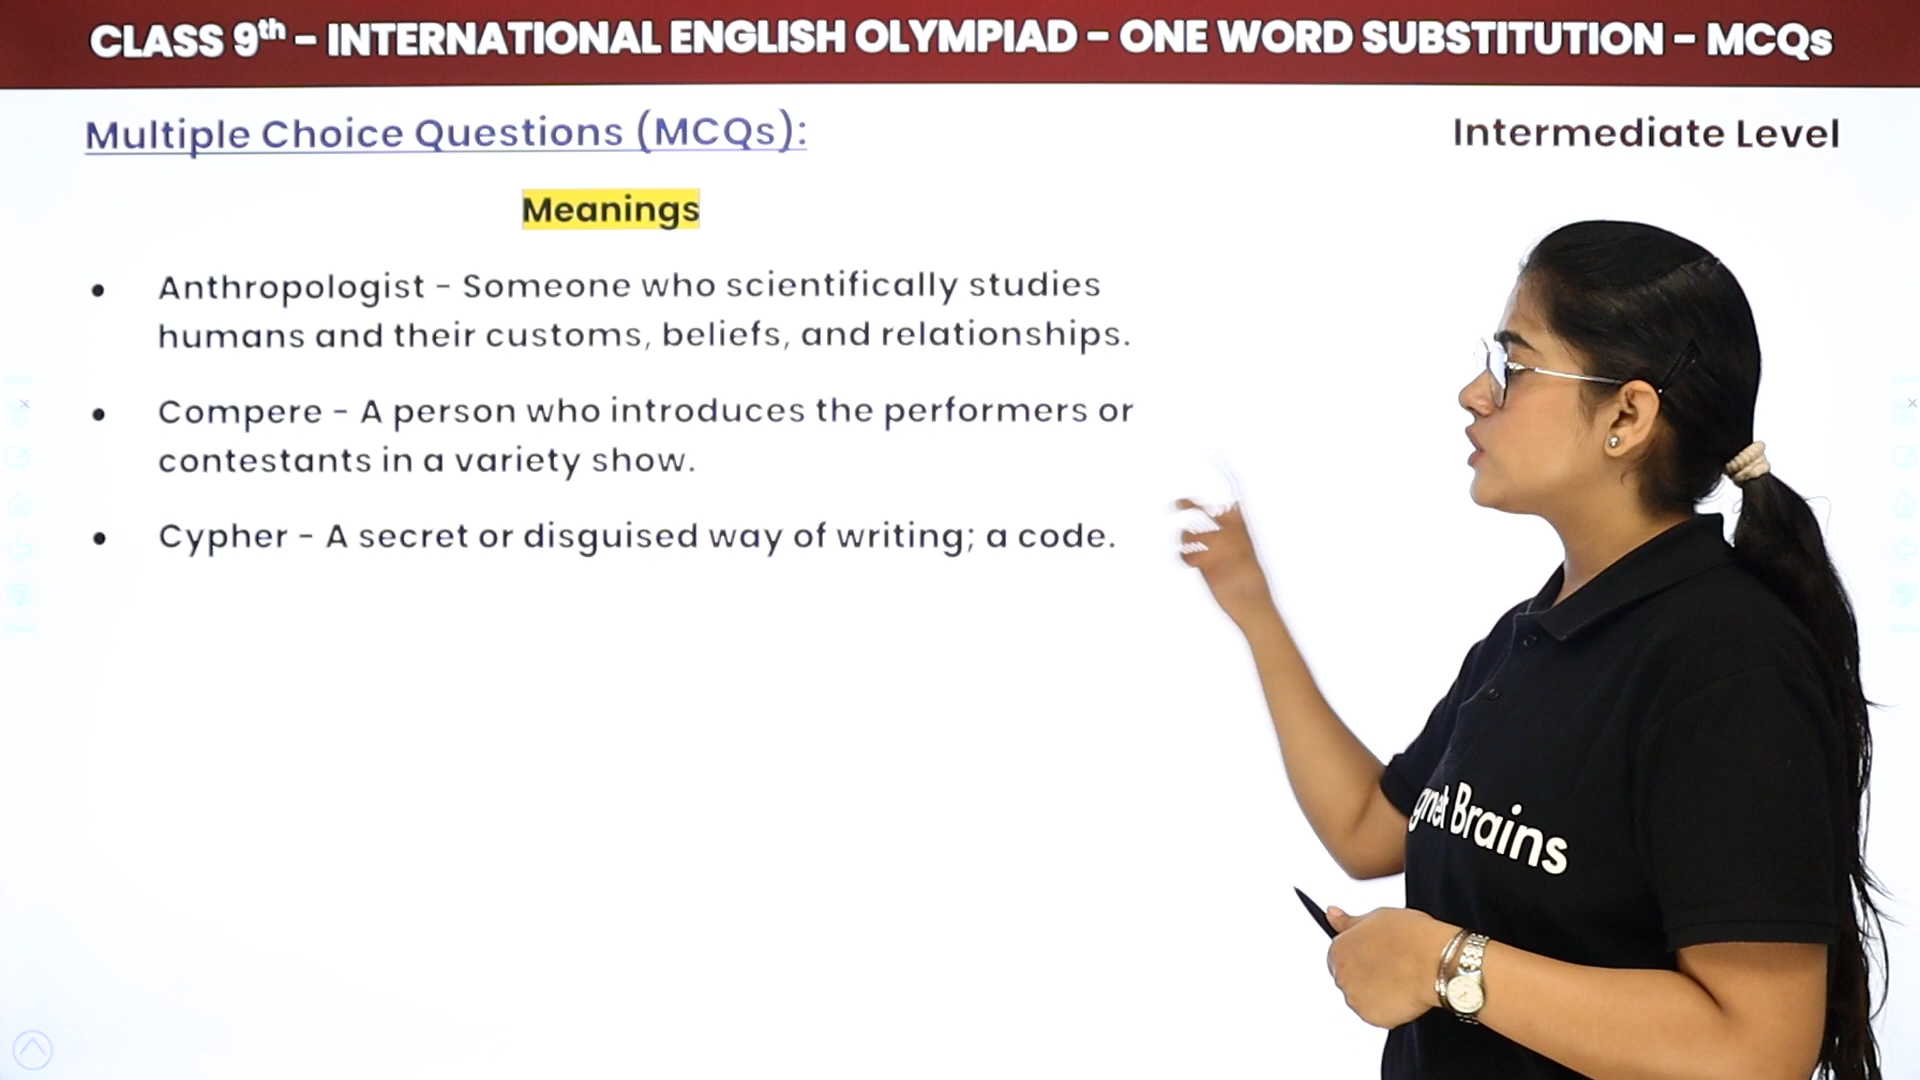 CLASS 9th - INTERNATIONAL ENGLISH OLYMPIAD - ONE WORD SUBSTITUTION - MCQs
Multiple Choice Questions (MCQs):
Intermediate Level
Meanings
• Anthropologist - Someone who scientifically studies
humans and their customs, beliefs, and relationships.
• Compere - A person who introduces the performers or
contestants in a variety show.
• Cypher - A secret or disguised way of writing; a code.
gnet Brains